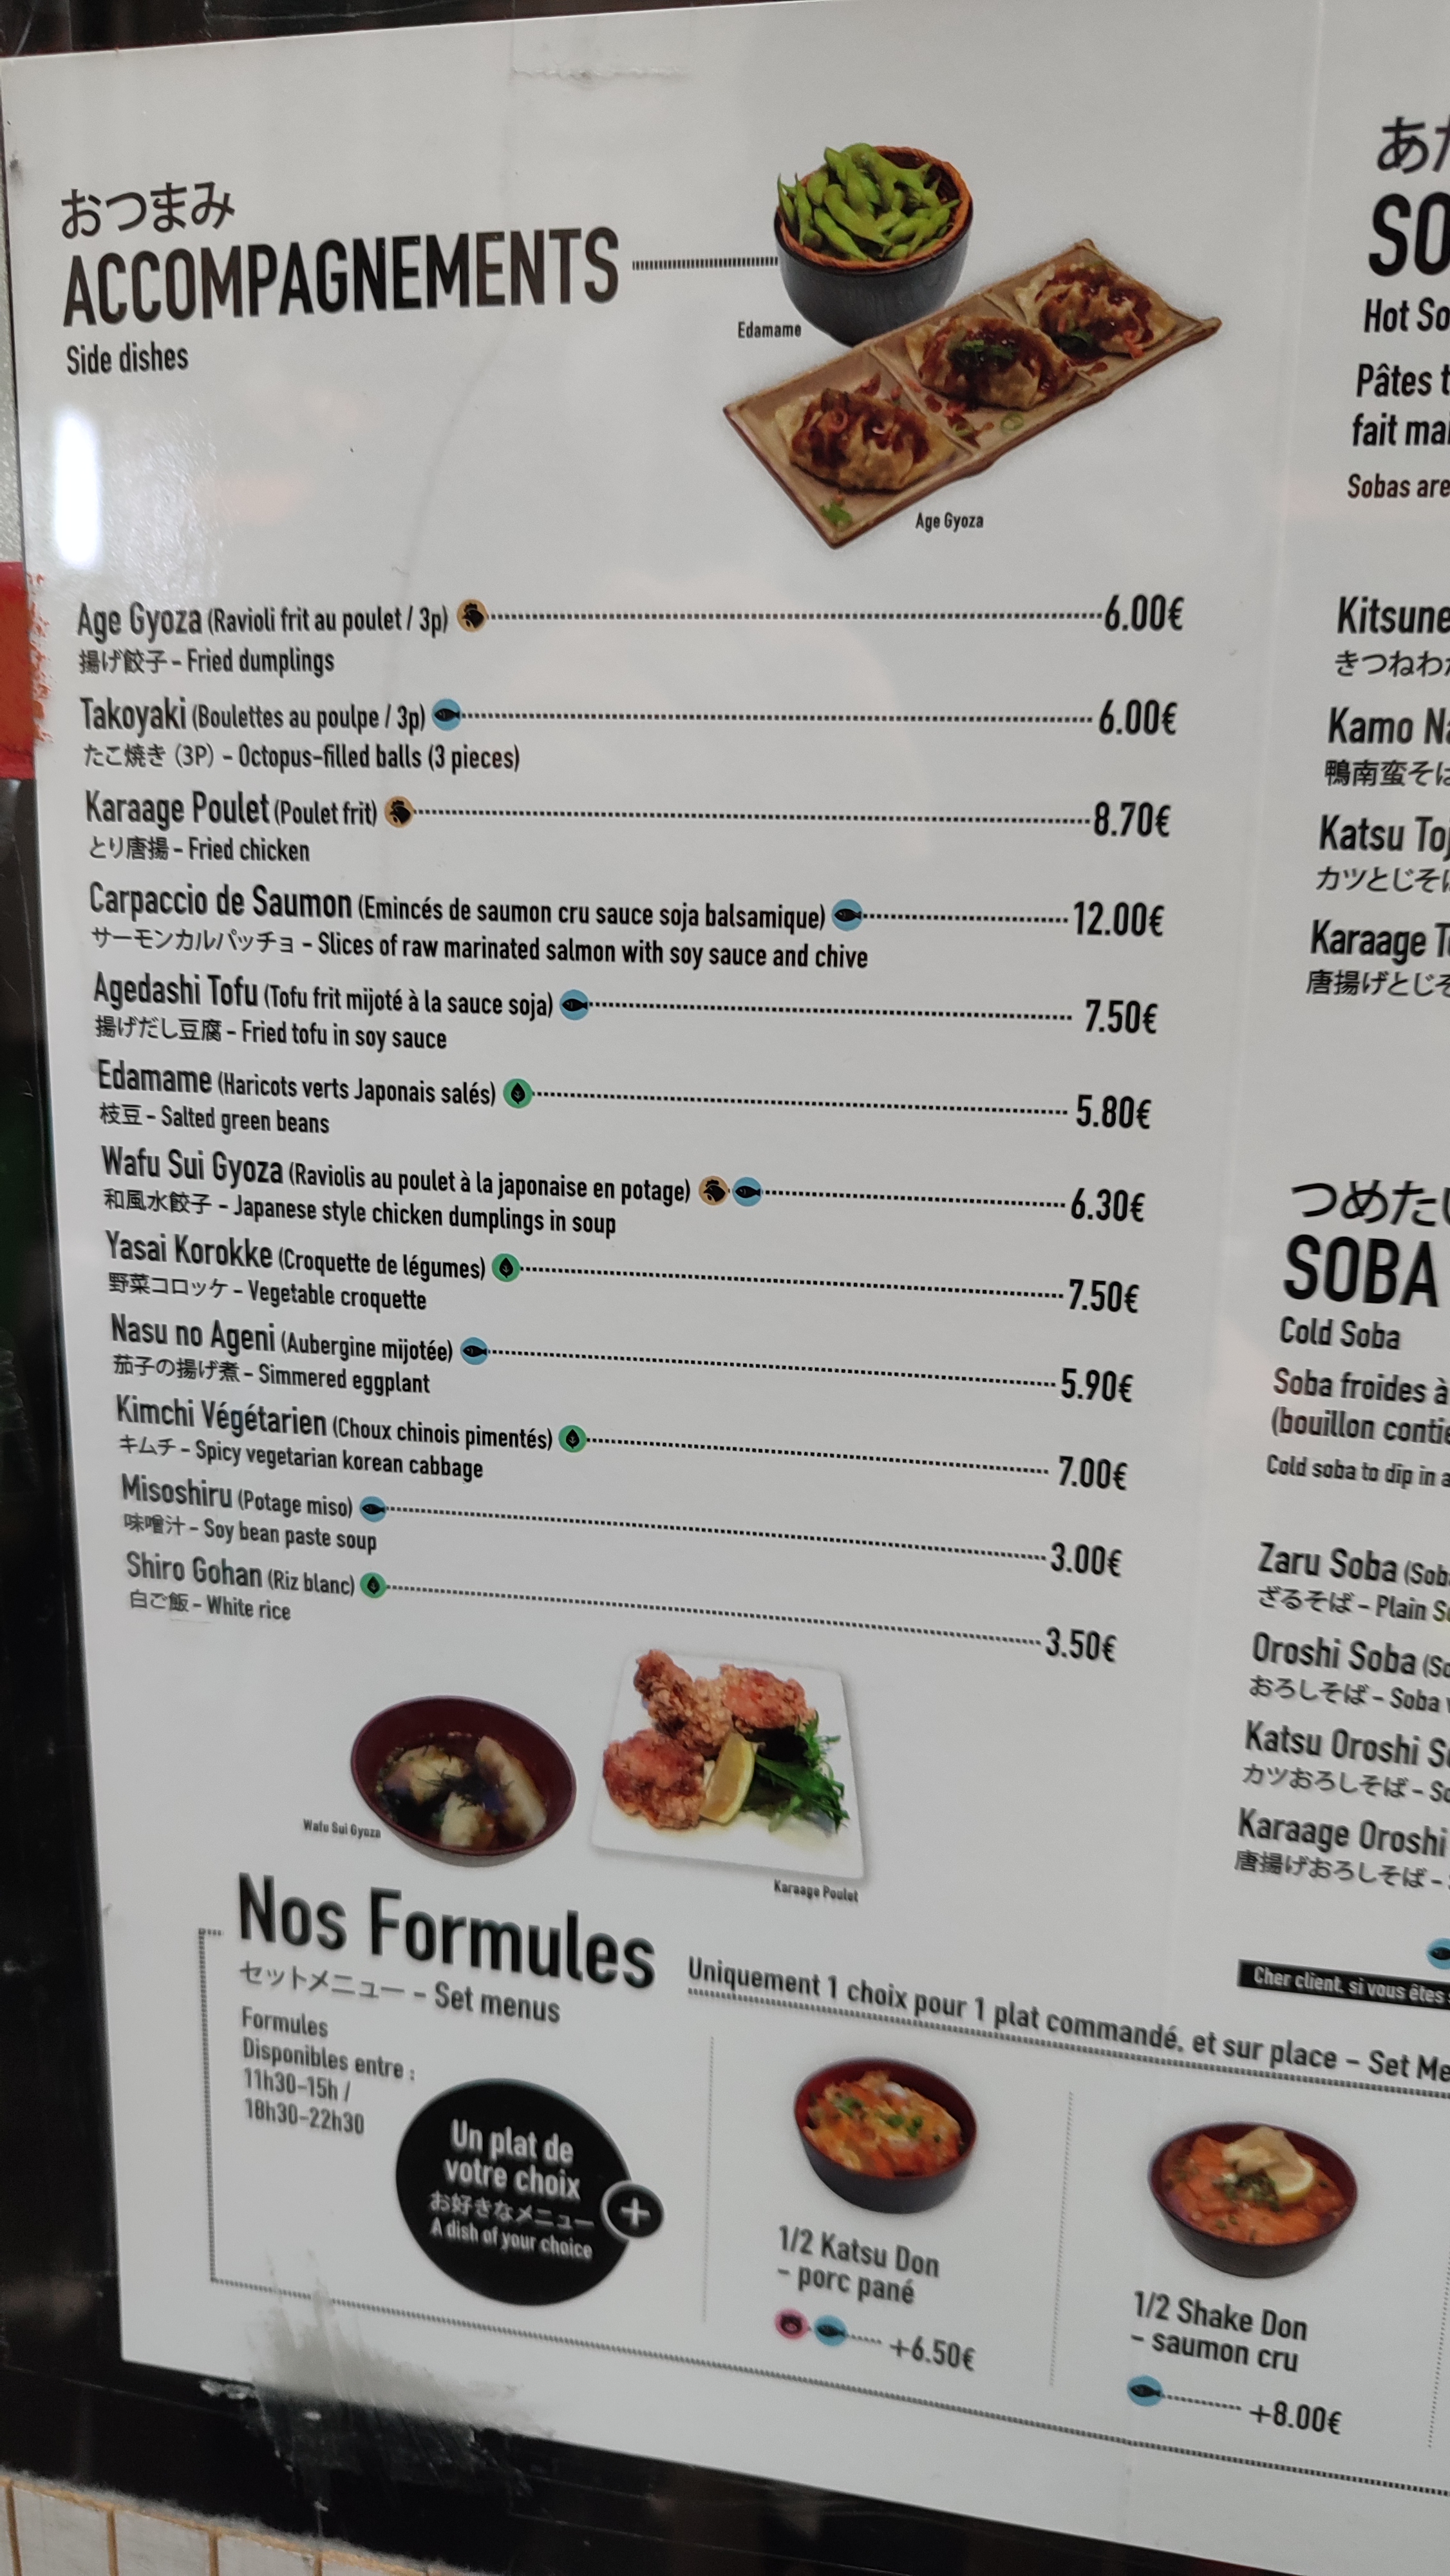 おつまみ
ACCOMPAGNEMENTS
Side dishes
Edamame
Age Gyoza
Age Gyoza (Ravioli frit au poulet / 3p) 6.00€
揚げ餃子 – Fried dumplings
Takoyaki (Boulettes au poulpe / 3p) 6.00€
たこ焼き (3P) – Octopus-filled balls (3 pieces)
Karaage Poulet (Poulet frit) 8.70€
とり唐揚 – Fried chicken
Carpaccio de Saumon (Emincés de saumon cru sauce soja balsamique) 12.00€
サーモンカルパッチョ – Slices of raw marinated salmon with soy sauce and chive
Agedashi Tofu (Tofu frit mijoté à la sauce soja) 7.50€
揚げだし豆腐 – Fried tofu in soy sauce
Edamame (Haricots verts Japonais salés) 5.80€
枝豆 – Salted green beans
Wafu Sui Gyoza (Raviolis au poulet à la japonaise en potage) 6.30€
和風水餃子 – Japanese style chicken dumplings in soup
Yasai Korokke (Croquette de légumes) 7.50€
野菜コロッケ – Vegetable croquette
Nasu no Ageni (Aubergine mijotée) 5.90€
茄子の揚げ煮 – Simmered eggplant
Kimchi Végétarien (Choux chinois pimentés) 7.00€
キムチ – Spicy vegetarian korean cabbage
Misoshiru (Potage miso) 3.00€
味噌汁 – Soy bean paste soup
Shiro Gohan (Riz blanc) 3.50€
白ご飯 – White rice
Wafu Sui Gyoza
Karaage Poulet
Nos Formules
セットメニュー – Set menus
Uniquement 1 choix pour 1 plat commandé, et sur place – Set Me
Formules
Disponibles entre :
11h30-15h /
18h30-22h30
Un plat de
votre choix
お好きなメニュー
A dish of your choice
+
1/2 Katsu Don
– porc pané
+6.50€
1/2 Shake Don
– saumon cru
+8.00€
あ
SO
Hot So
Pâtes
fait
Sobas are
Kitsune
きつねわ
Kamo
鴨南蛮そ
Katsu
カツとじそ
Karaage
唐揚げとじ
つめた
SOBA
Cold Soba
Soba froides à
(bouillon
Cold soba to dip in
Zaru Soba
ざるそば – Plain
Oroshi Soba
おろしそば – Soba
Katsu Oroshi
カツおろしそば –
Karaage Oroshi
唐揚げおろしそば –
Cher client, si vous êtes